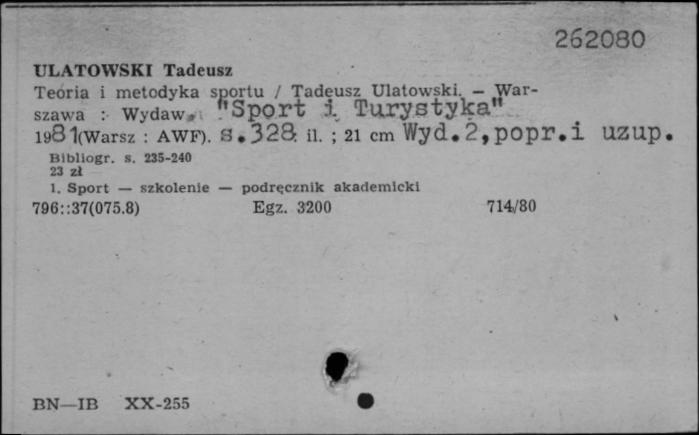 262080
ULATOWSKI Tadeusz
Teoria i metodyka sportu / Tadeusz Ulatowski. — War-
szawa : Wydaw. "Sport i Turystyka"
1981(Warsz : AWF). s.328: il. ; 21 cm Wyd.2,popr.i uzup.
Bibliogr. s. 235-240
23 zł
1. Sport — szkolenie — podręcznik akademicki
796::37(075.8) Egz. 3200 714/80
BN—IB XX-255